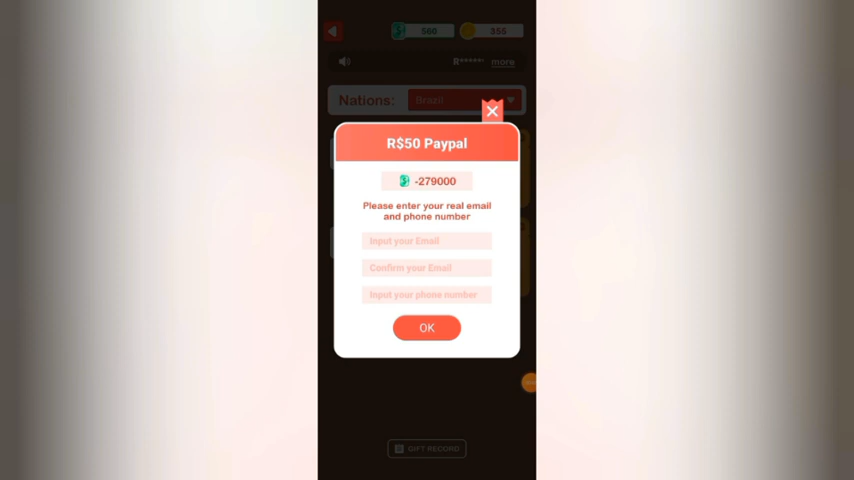 560 355
R*****· more
Nations: Brazil
R$50 Paypal
-279000
Please enter your real email
and phone number
Input your Email
Confirm your Email
Input your phone number
OK
GIFT RECORD